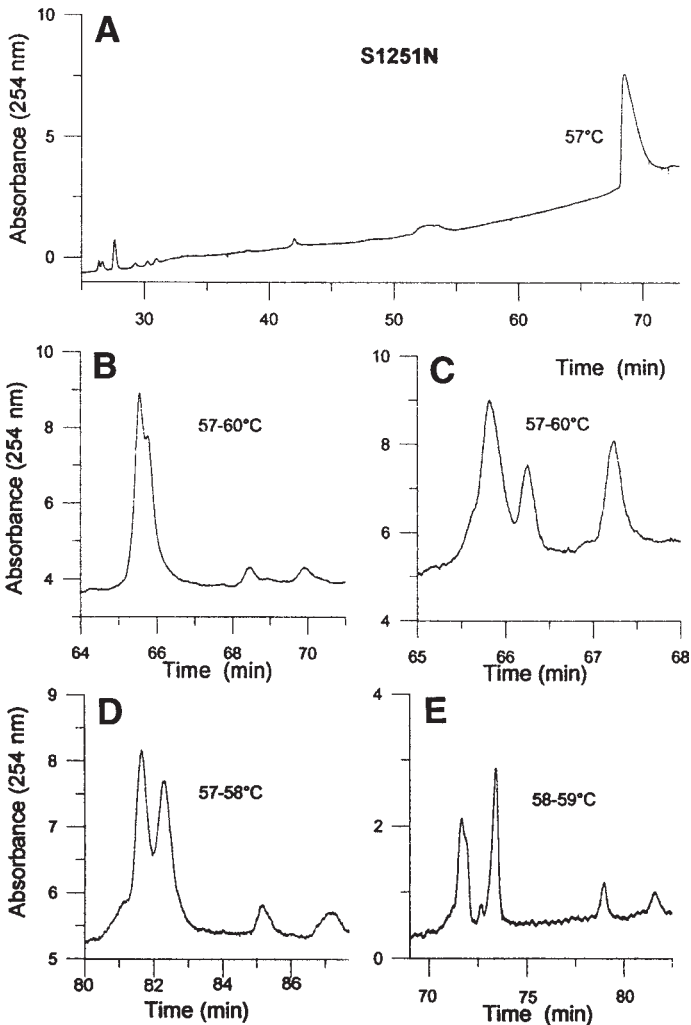 A
S1251N
57°C
Absorbance (254 nm)
10
5
0
30
40
50
60
70
Time (min)
B
57-60°C
Absorbance (254 nm)
10
8
6
4
64
66
68
70
Time (min)
C
57-60°C
10
8
6
4
65
66
67
68
Time (min)
D
57-58°C
Absorbance (254 nm)
9
8
7
6
5
80
82
84
86
Time (min)
E
58-59°C
4
2
0
70
75
80
Time (min)